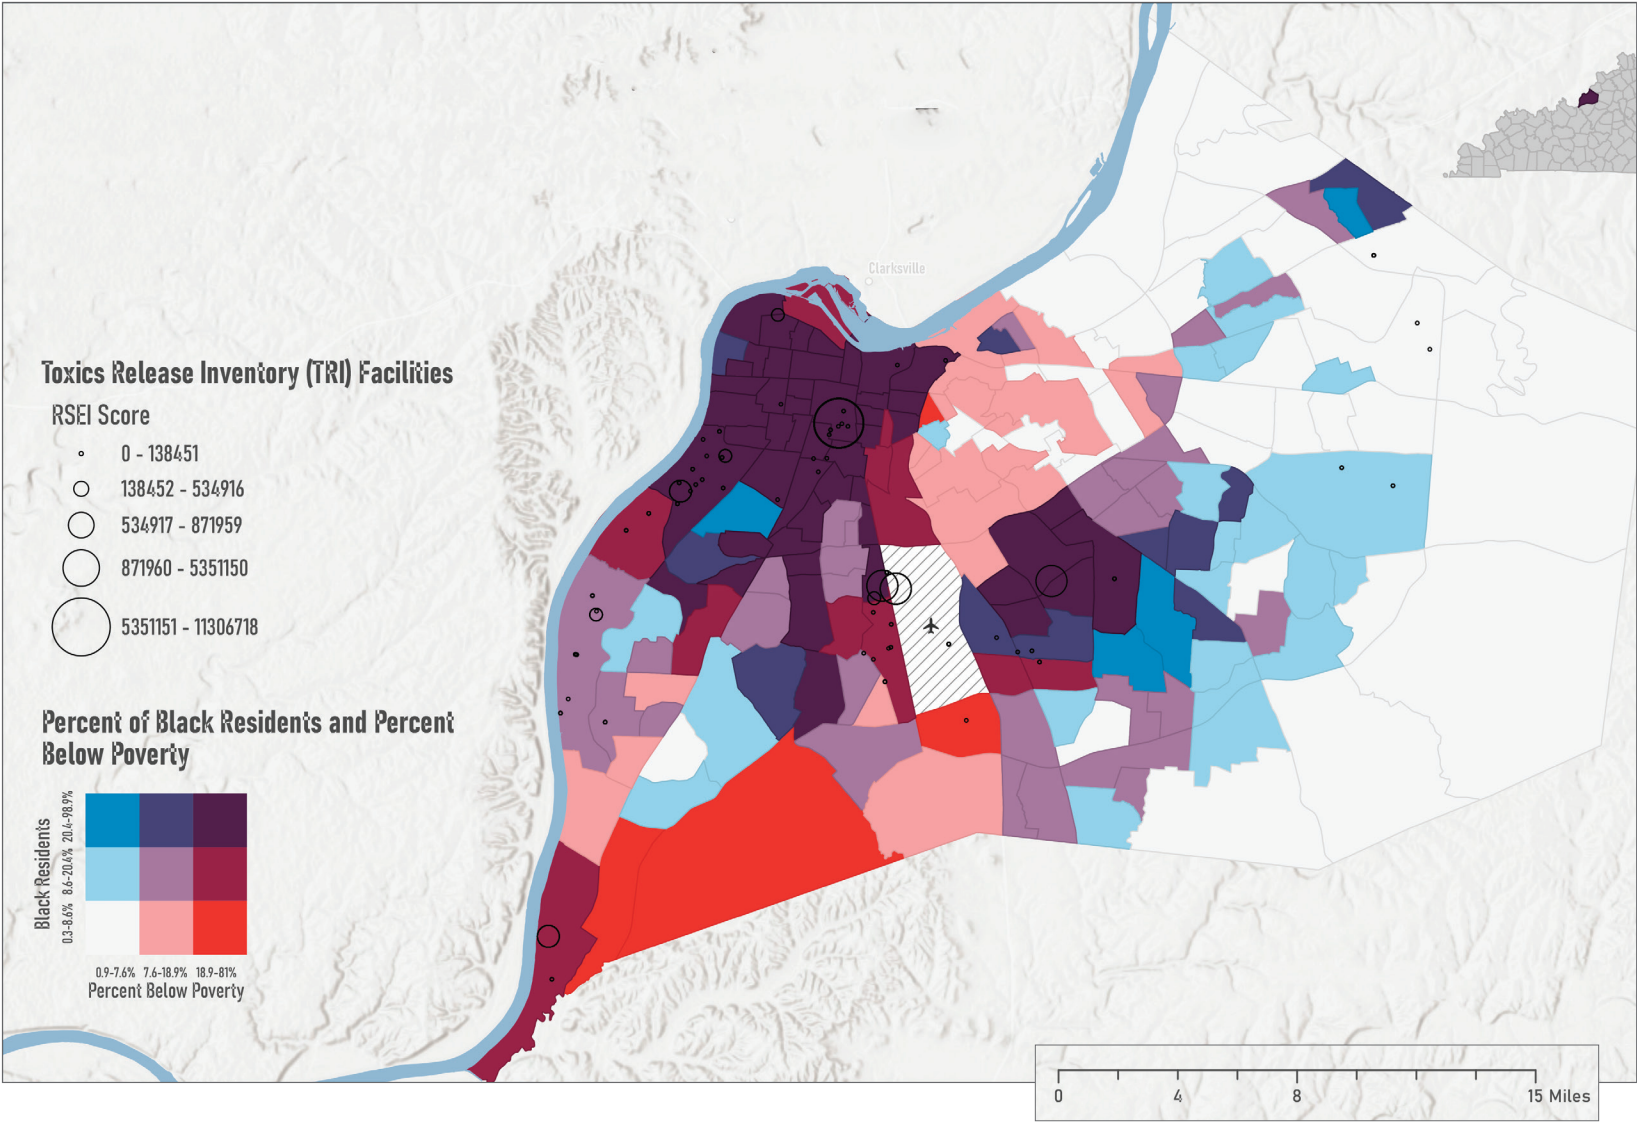 Clarksville
Toxics Release Inventory (TRI) Facilities
RSEI Score
0 - 138451
138452 - 534916
534917 - 871959
871960 - 5351150
5351151 - 11306718
Percent of Black Residents and Percent
Below Poverty
Black Residents
20.4-98.9%
8.6-20.4%
0.3-8.6%
0.9-7.6% 7.6-18.9% 18.9-81%
Percent Below Poverty
0 4 8 15 Miles